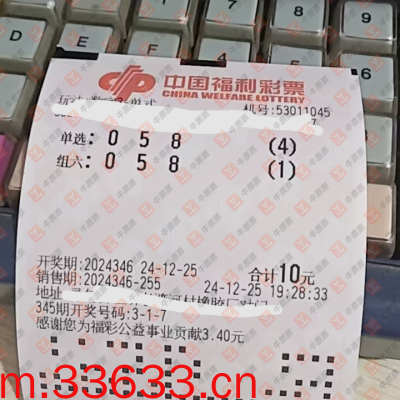 中国福利彩票
CHINA WELFARE LOTTERY
机号:53011045
单选: 0 5 8 (4)
组六: 0 5 8 (1)
开奖期:2024346 24-12-25 合计10元
销售期:2024346-255 24-12-25 19:28:33
地址
345期开奖号码:3-1-7
感谢您为福彩公益事业贡献3.40元
m.33633.cn